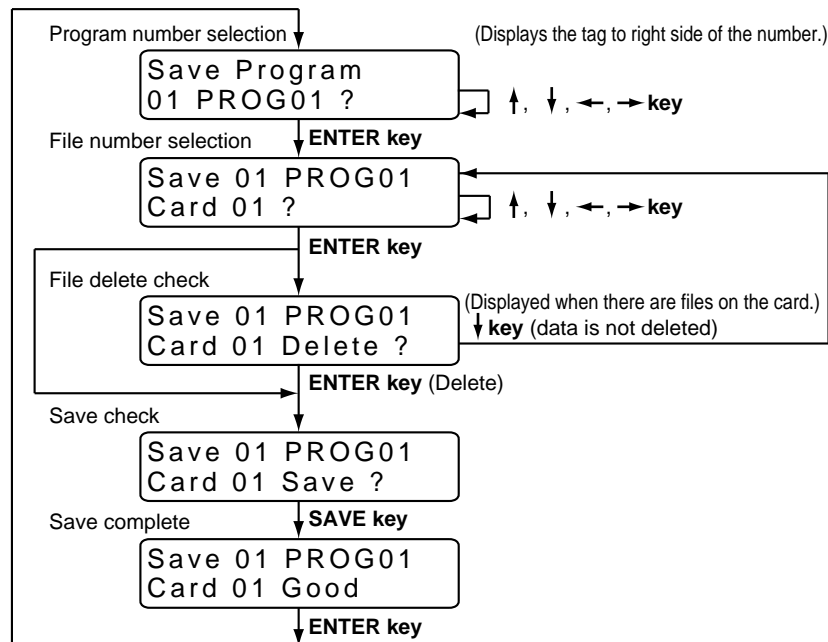 Program number selection
(Displays the tag to right side of the number.)
Save Program
01 PROG01 ?
↑, ↓, ←, → key
ENTER key
File number selection
Save 01 PROG01
Card 01 ?
↑, ↓, ←, → key
ENTER key
File delete check
(Displayed when there are files on the card.)
Save 01 PROG01
Card 01 Delete ?
↓ key (data is not deleted)
ENTER key (Delete)
Save check
Save 01 PROG01
Card 01 Save ?
SAVE key
Save complete
Save 01 PROG01
Card 01 Good
ENTER key